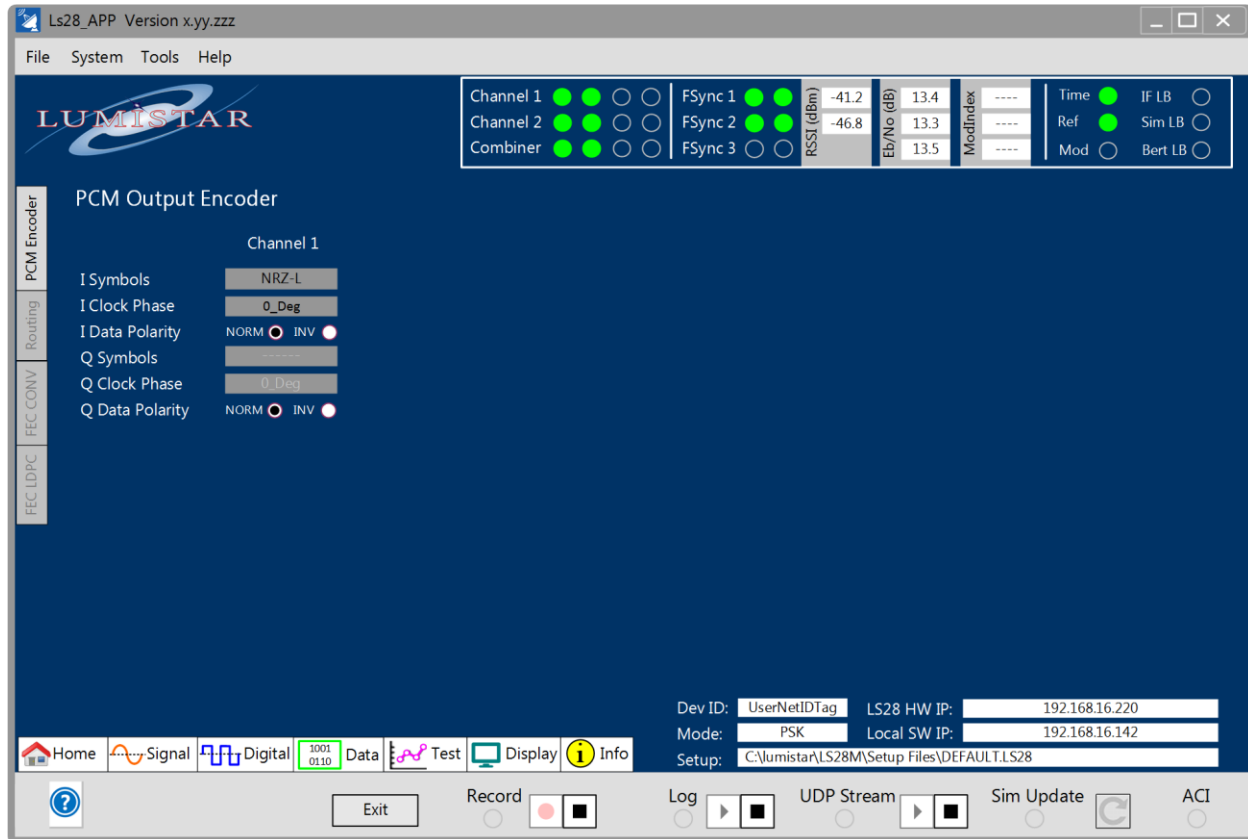 Ls28_APP Version x.yy.zzz
File System Tools Help
LUMISTAR
Channel 1 FSync 1
Channel 2 FSync 2
Combiner FSync 3
RSSI (dBm)
-41.2
-46.8
Eb/No (dB)
13.4
13.3
13.5
ModIndex
----
----
----
Time IF LB
Ref Sim LB
Mod Bert LB
PCM Encoder
Routing
FEC CONV
FEC LDPC
PCM Output Encoder
Channel 1
I Symbols NRZ-L
I Clock Phase 0_Deg
I Data Polarity NORM INV
Q Symbols ------
Q Clock Phase 0_Deg
Q Data Polarity NORM INV
Dev ID: UserNetIDTag LS28 HW IP: 192.168.16.220
Mode: PSK Local SW IP: 192.168.16.142
Setup: C:\lumistar\LS28M\Setup Files\DEFAULT.LS28
Home Signal Digital 1001 0110 Data Test Display i Info
? Exit Record Log UDP Stream Sim Update ACI